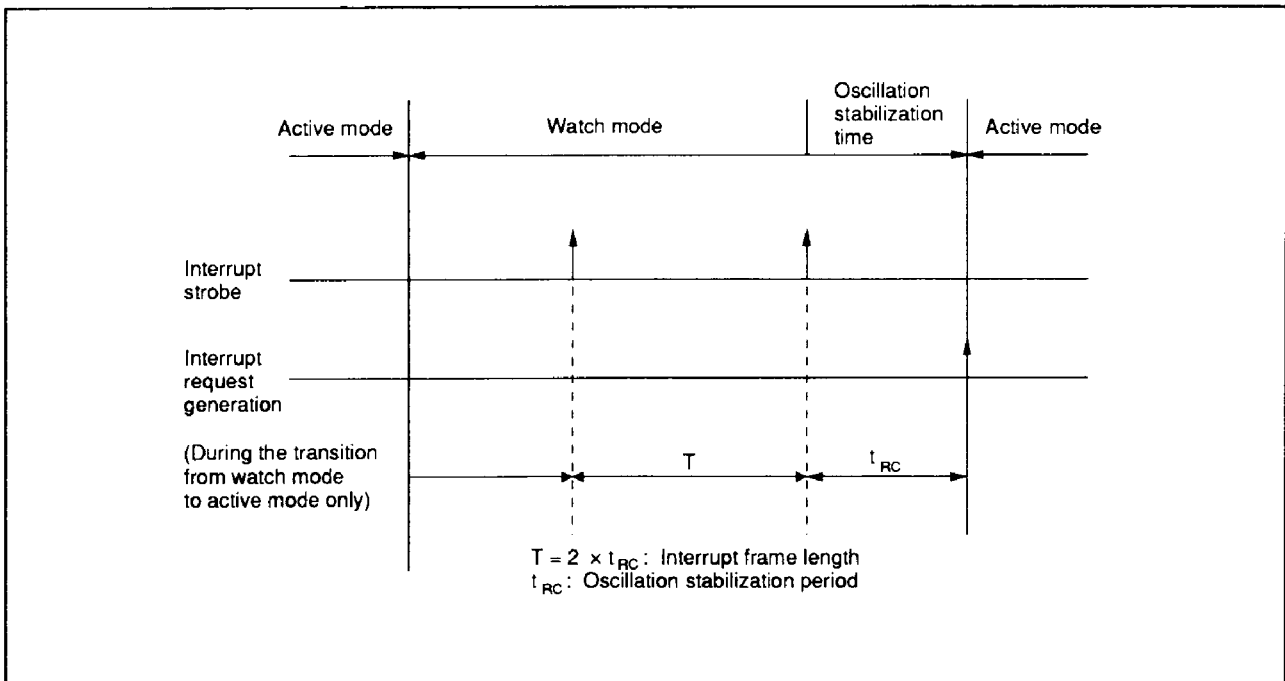 Active mode
Watch mode
Oscillation
stabilization
time
Active mode
Interrupt
strobe
Interrupt
request
generation
(During the transition
from watch mode
to active mode only)
T
t RC
T = 2 × t RC : Interrupt frame length
t RC : Oscillation stabilization period